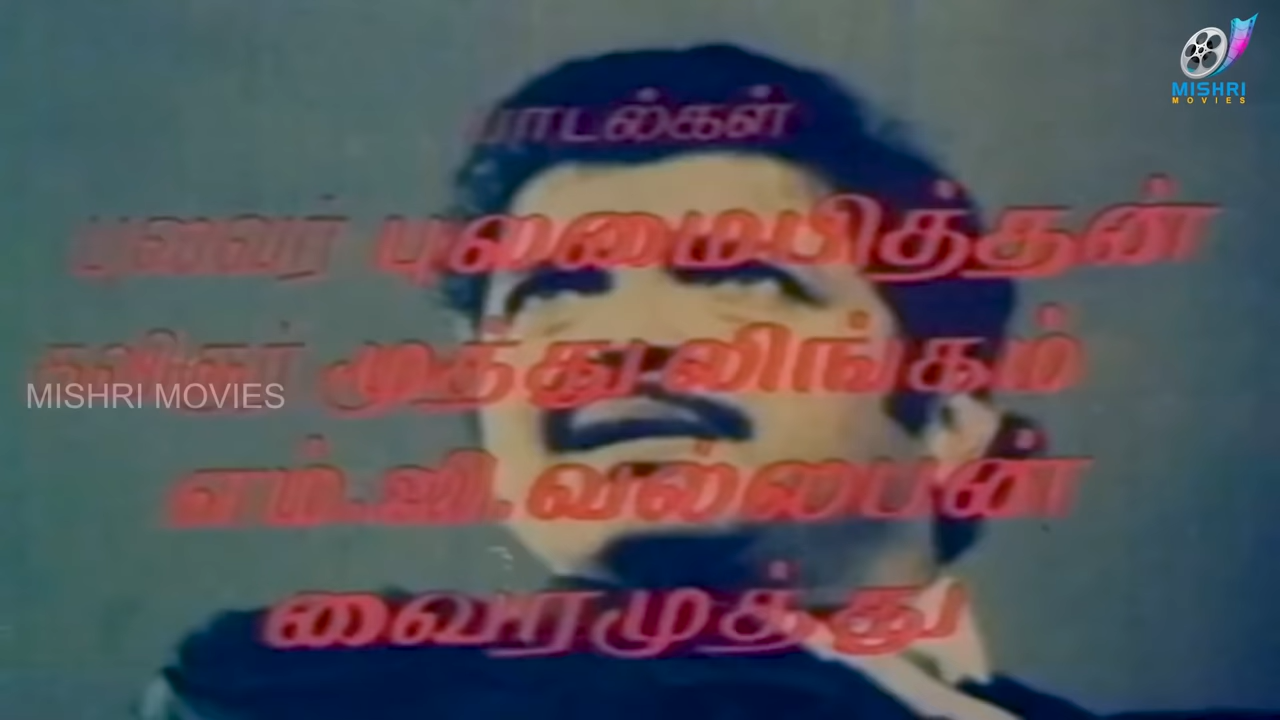 MISHRI
MOVIES
பாடல்கள்
புலவர் புலமைபித்தன்
கவிஞர் முத்துலிங்கம்
MISHRI MOVIES
எம்.ஜி.வல்லபன்
வைரமுத்து